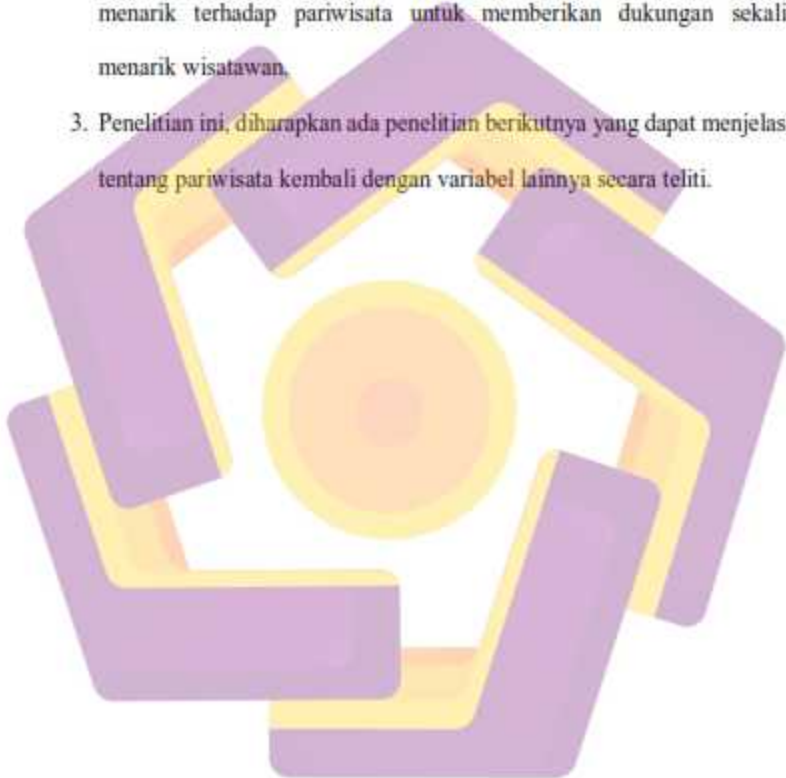 menarik terhadap pariwisata untuk memberikan dukungan sekali
menarik wisatawan.
3. Penelitian ini, diharapkan ada penelitian berikutnya yang dapat menjelas
tentang pariwisata kembali dengan variabel lainnya secara teliti.